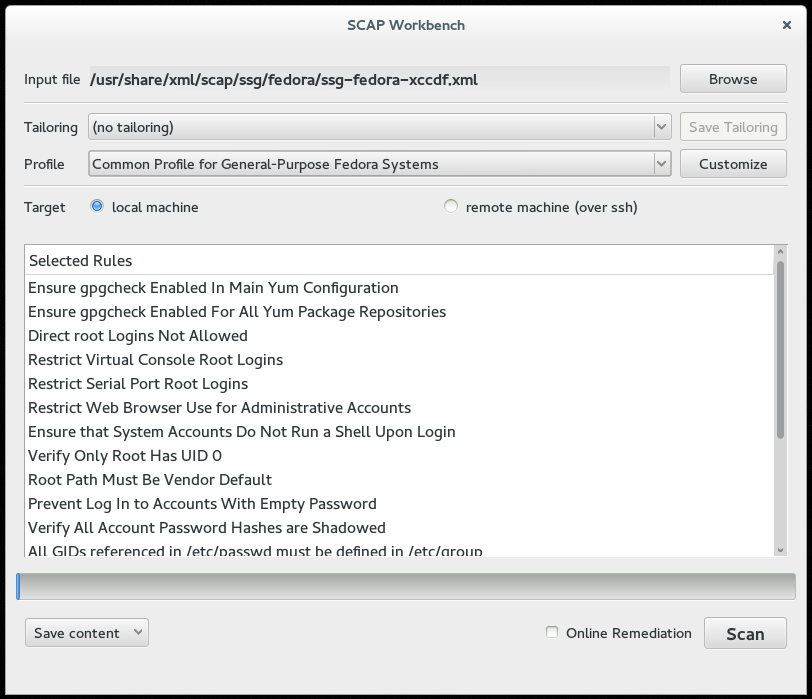 SCAP Workbench
Input file /usr/share/xml/scap/ssg/fedora/ssg-fedora-xccdf.xml Browse
Tailoring (no tailoring) Save Tailoring
Profile Common Profile for General-Purpose Fedora Systems Customize
Target local machine remote machine (over ssh)
Selected Rules
Ensure gpgcheck Enabled In Main Yum Configuration
Ensure gpgcheck Enabled For All Yum Package Repositories
Direct root Logins Not Allowed
Restrict Virtual Console Root Logins
Restrict Serial Port Root Logins
Restrict Web Browser Use for Administrative Accounts
Ensure that System Accounts Do Not Run a Shell Upon Login
Verify Only Root Has UID 0
Root Path Must Be Vendor Default
Prevent Log In to Accounts With Empty Password
Verify All Account Password Hashes are Shadowed
All GIDs referenced in /etc/passwd must be defined in /etc/group
Save content Online Remediation Scan